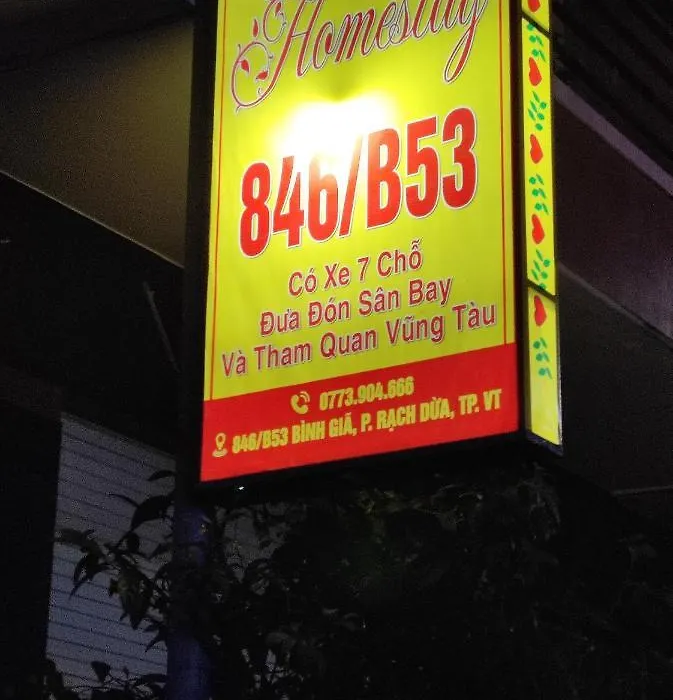 Homestay
846/B53
Có Xe 7 Chỗ
Đưa Đón Sân Bay
Và Tham Quan Vũng Tàu
0773.904.666
846/B53 BÌNH GIÃ, P. RẠCH DỪA, TP. VT